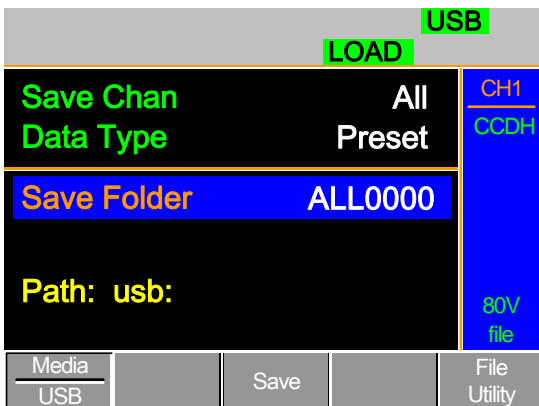 USB
LOAD
Save Chan All
Data Type Preset
Save Folder ALL0000
Path: usb:
CH1
CCDH
80V
file
Media
USB
Save
File
Utility